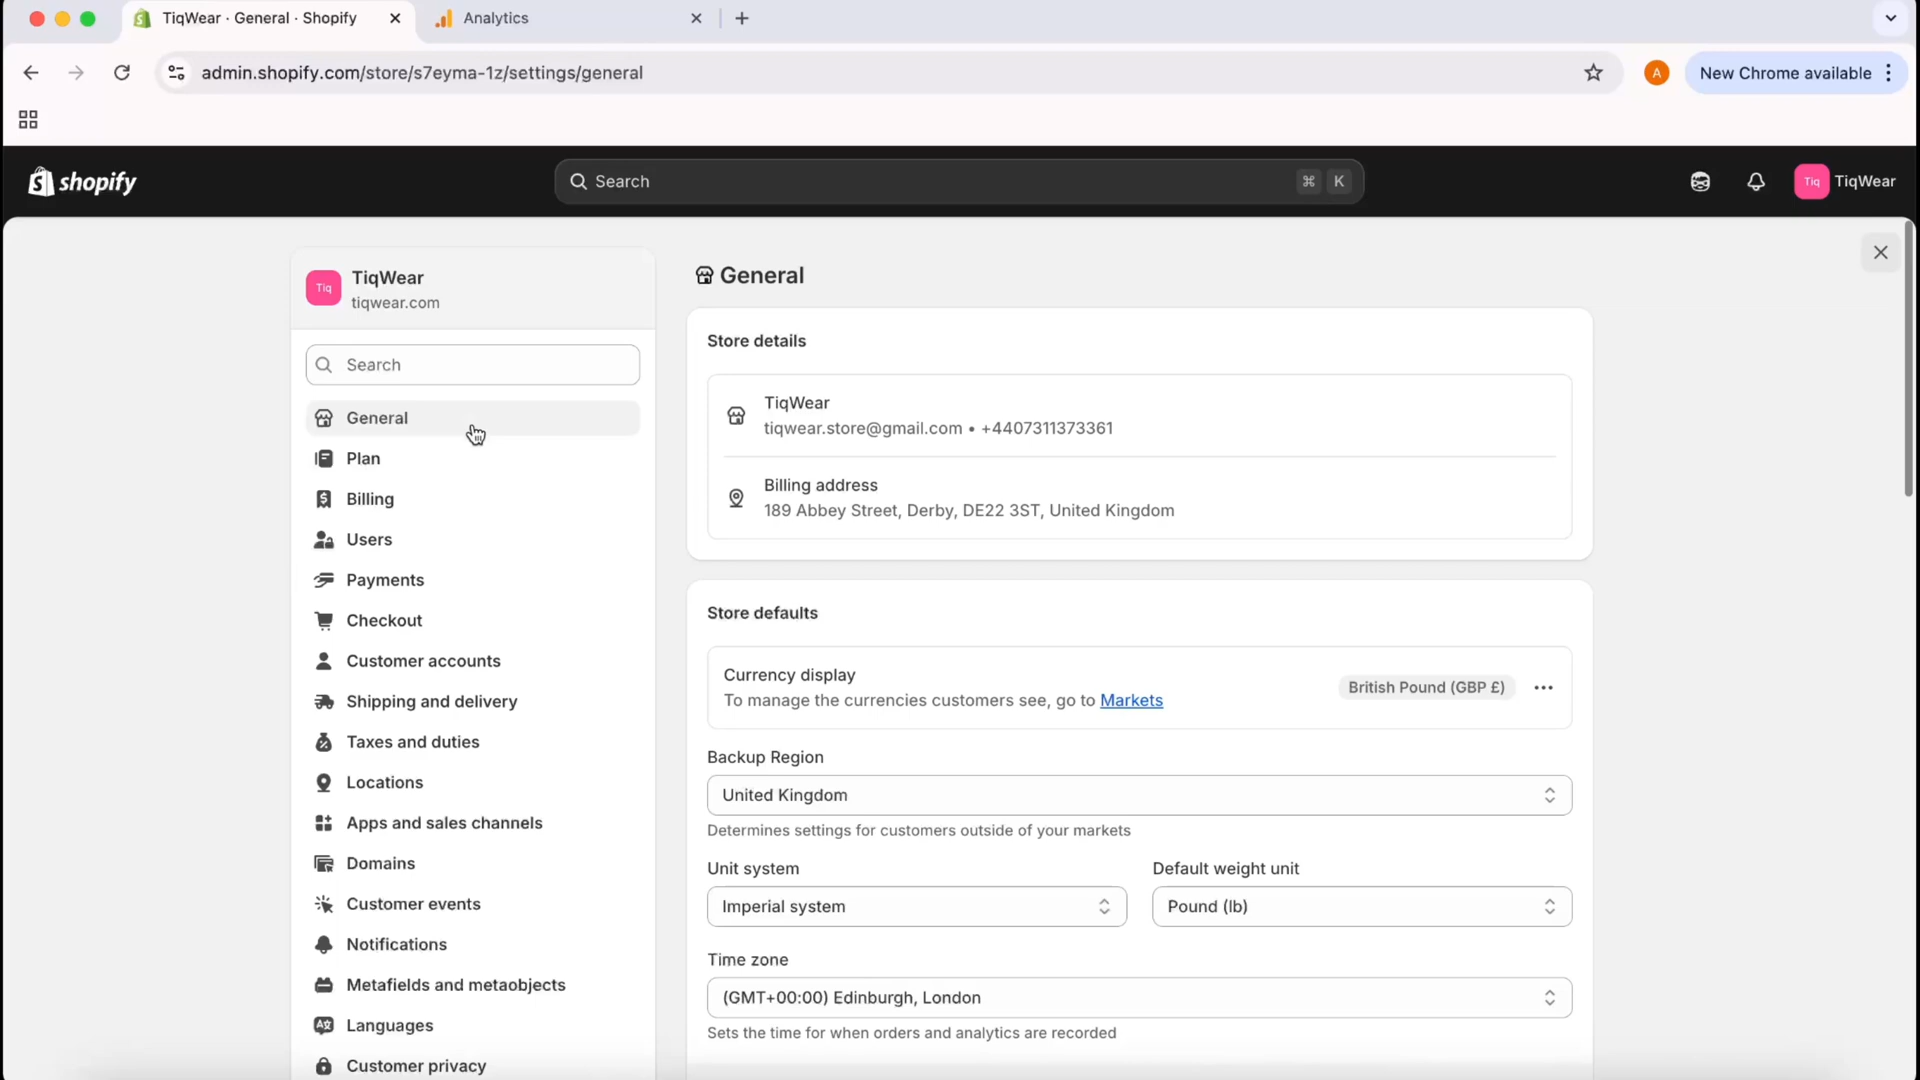 TiqWear · General · Shopify
Analytics
admin.shopify.com/store/s7eyma-1z/settings/general
A
New Chrome available
shopify
Search
⌘ K
Tiq
TiqWear
Tiq
TiqWear
tiqwear.com
Search
General
Plan
Billing
Users
Payments
Checkout
Customer accounts
Shipping and delivery
Taxes and duties
Locations
Apps and sales channels
Domains
Customer events
Notifications
Metafields and metaobjects
Languages
Customer privacy
General
Store details
TiqWear
tiqwear.store@gmail.com • +4407311373361
Billing address
189 Abbey Street, Derby, DE22 3ST, United Kingdom
Store defaults
Currency display
To manage the currencies customers see, go to Markets
British Pound (GBP £)
Backup Region
United Kingdom
Determines settings for customers outside of your markets
Unit system
Default weight unit
Imperial system
Pound (lb)
Time zone
(GMT+00:00) Edinburgh, London
Sets the time for when orders and analytics are recorded